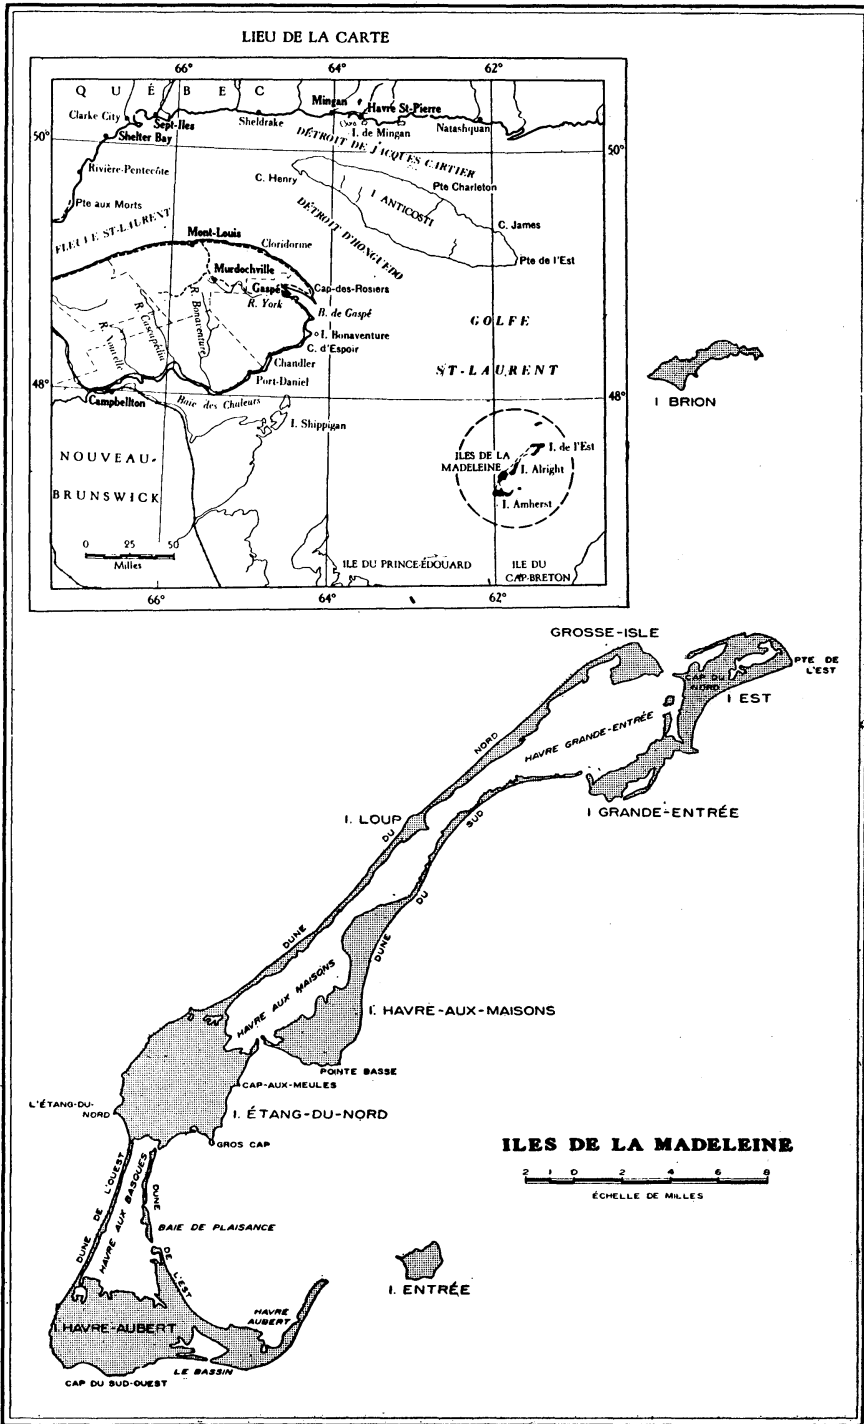 LIEU DE LA CARTE
66° 64° 62°
Q U É B E C
Mingan
Havre St-Pierre
Clarke City
Sept-Iles
Sheldrake
I. de Mingan
Natashquan
50°
Shelter Bay
50°
DÉTROIT DE JACQUES CARTIER
Rivière-Pentecôte
C. Henry
Pte Charleton
I ANTICOSTI
Pte aux Morts
C. James
FLEUVE ST-LAURENT
DÉTROIT D'HONGUEDO
Mont-Louis
Cloridorme
Pte de l'Est
Murdochville
Gaspé
Cap-des-Rosiers
R. York
B. de Gaspé
R. Nouvelle
R. Cascapédia
R. Bonaventure
I. Bonaventure
C. d'Espoir
GOLFE
ST-LAURENT
Chandler
Port-Daniel
48°
48°
Campbellton
Baie des Chaleurs
I. Shippigan
NOUVEAU-
BRUNSWICK
ILES DE LA
MADELEINE
I. de l'Est
I. Alright
I. Amherst
0 25 50
Milles
ILE DU PRINCE-ÉDOUARD
ILE DU
CAP-BRETON
66° 64° 62°
I BRION
GROSSE-ISLE
PTE DE
L'EST
CAP DU
NORD
I EST
HAVRE GRANDE-ENTRÉE
I GRANDE-ENTRÉE
DUNE DU NORD
I. LOUP
DUNE DU SUD
HAVRE AUX MAISONS
I. HAVRE-AUX-MAISONS
POINTE BASSE
CAP-AUX-MEULES
L'ÉTANG-DU-
NORD
I. ÉTANG-DU-NORD
GROS CAP
ILES DE LA MADELEINE
2 1 0 2 4 6 8
ÉCHELLE DE MILLES
DUNE DE L'OUEST
HAVRE AUX BASQUES
DUNE DE L'EST
BAIE DE PLAISANCE
I. ENTRÉE
HAVRE
AUBERT
I. HAVRE-AUBERT
LE BASSIN
CAP DU SUD-OUEST